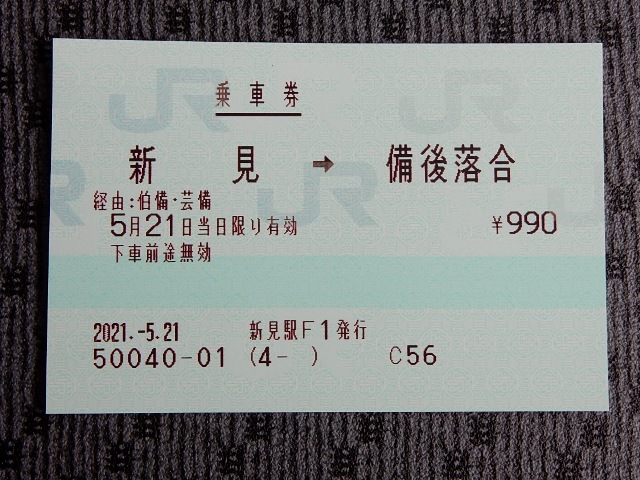 乗車券
新見 → 備後落合
経由:伯備・芸備
5月21日当日限り有効 ¥990
下車前途無効
2021.-5.21 新見駅F1発行
50040-01 (4- ) C56